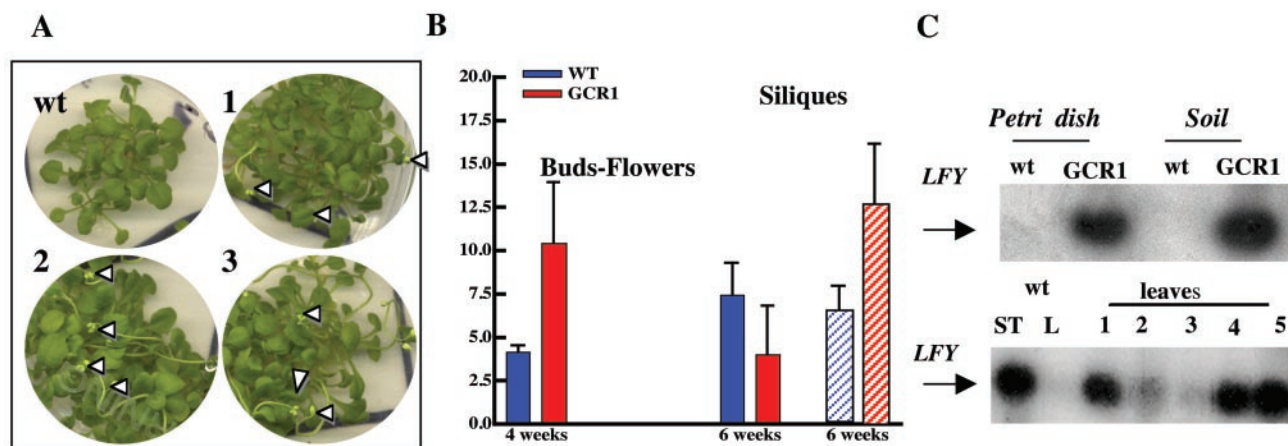 A
wt
1
2
3
B
WT
GCR1
Siliques
Buds-Flowers
20.0
17.5
15.0
12.5
10.0
7.5
5.0
2.5
0.0
4 weeks
6 weeks
6 weeks
C
Petri dish
Soil
wt
GCR1
wt
GCR1
LFY
wt
leaves
ST
L
1
2
3
4
5
LFY